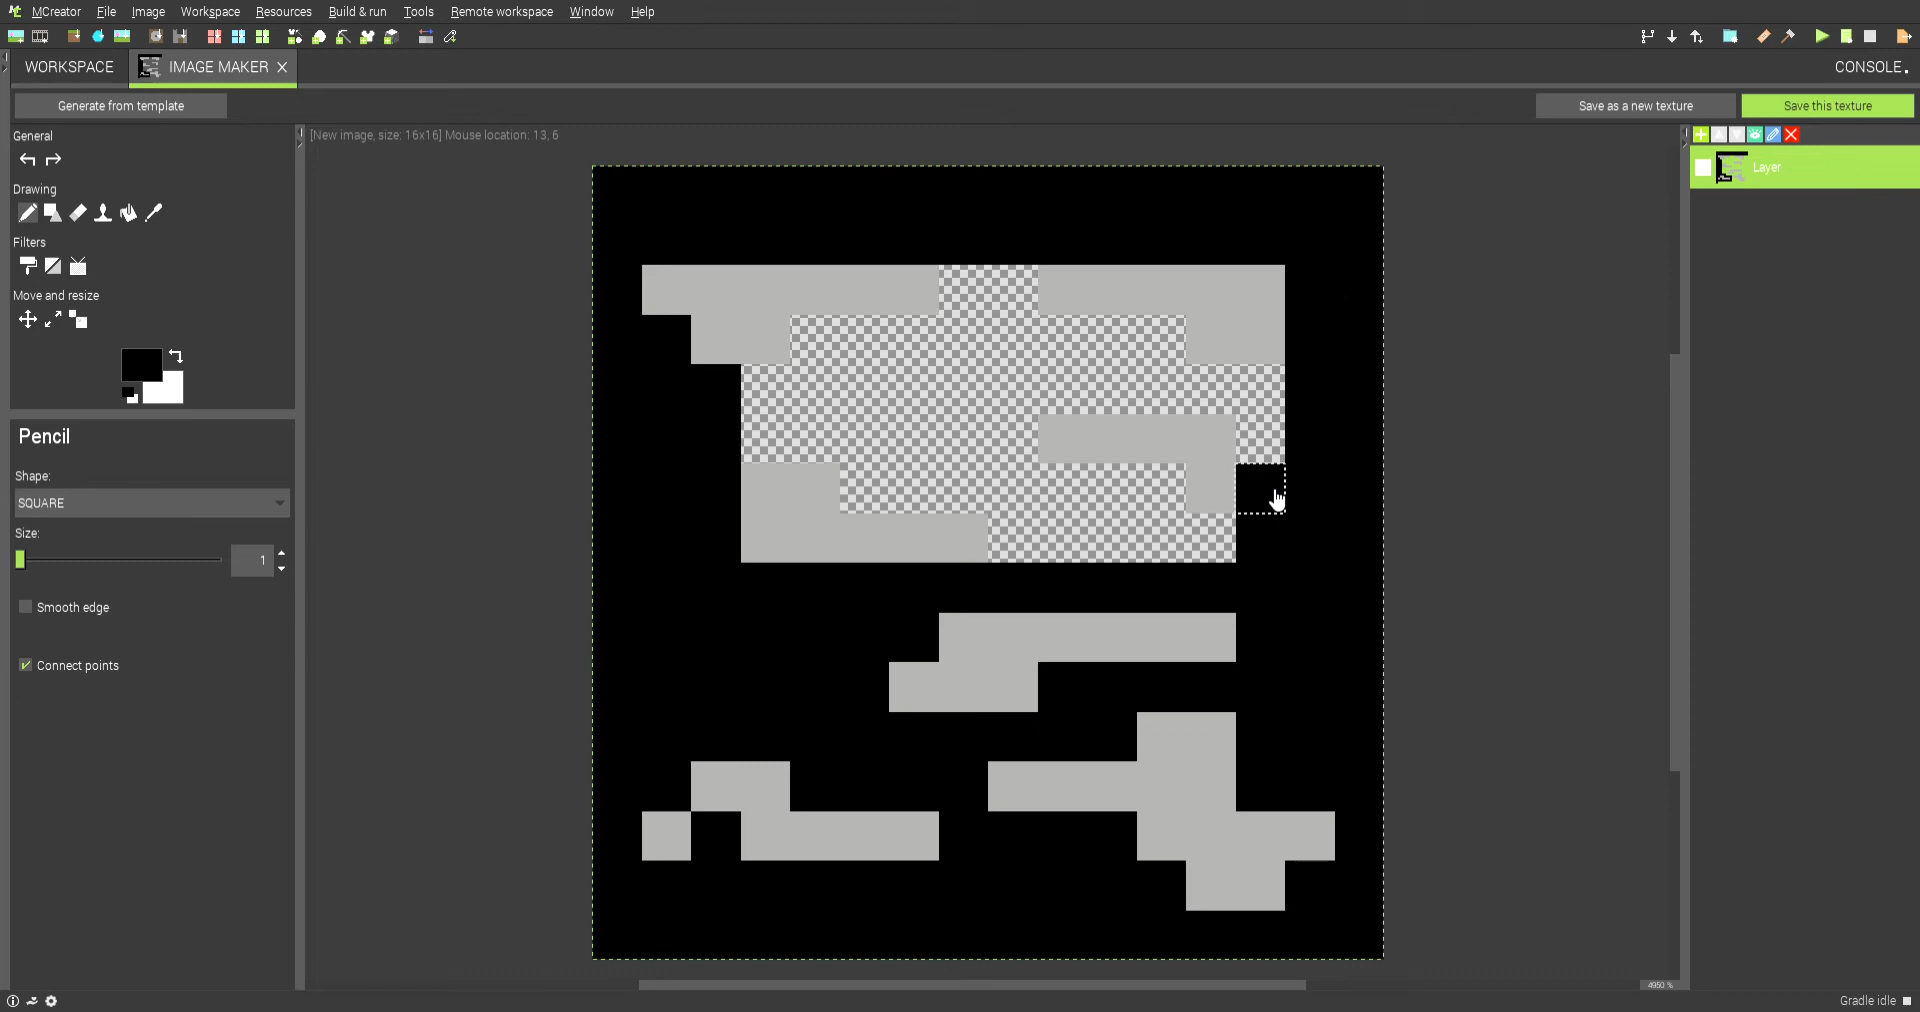 MCreator File Image Workspace Resources Build & run Tools Remote workspace Window Help
WORKSPACE IMAGE MAKER CONSOLE
Generate from template Save as a new texture Save this texture
General
[New image, size: 16x16] Mouse location: 13, 6
Layer
Drawing
Filters
Move and resize
Pencil
Shape:
SQUARE
Size:
1
Smooth edge
Connect points
4950 %
Gradle idle